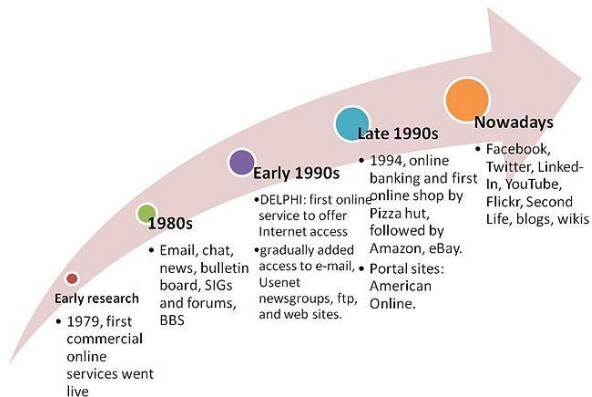 Early research
• 1979, first
commercial
online
services went
live
1980s
• Email, chat,
news, bulletin
board, SIGs
and forums,
BBS
Early 1990s
•DELPHI: first online
service to offer
Internet access
•gradually added
access to e-mail,
Usenet
newsgroups, ftp,
and web sites.
Late 1990s
• 1994, online
banking and first
online shop by
Pizza hut,
followed by
Amazon, eBay.
• Portal sites:
American
Online.
Nowadays
• Facebook,
Twitter, Linked-
In, YouTube,
Flickr, Second
Life, blogs, wikis